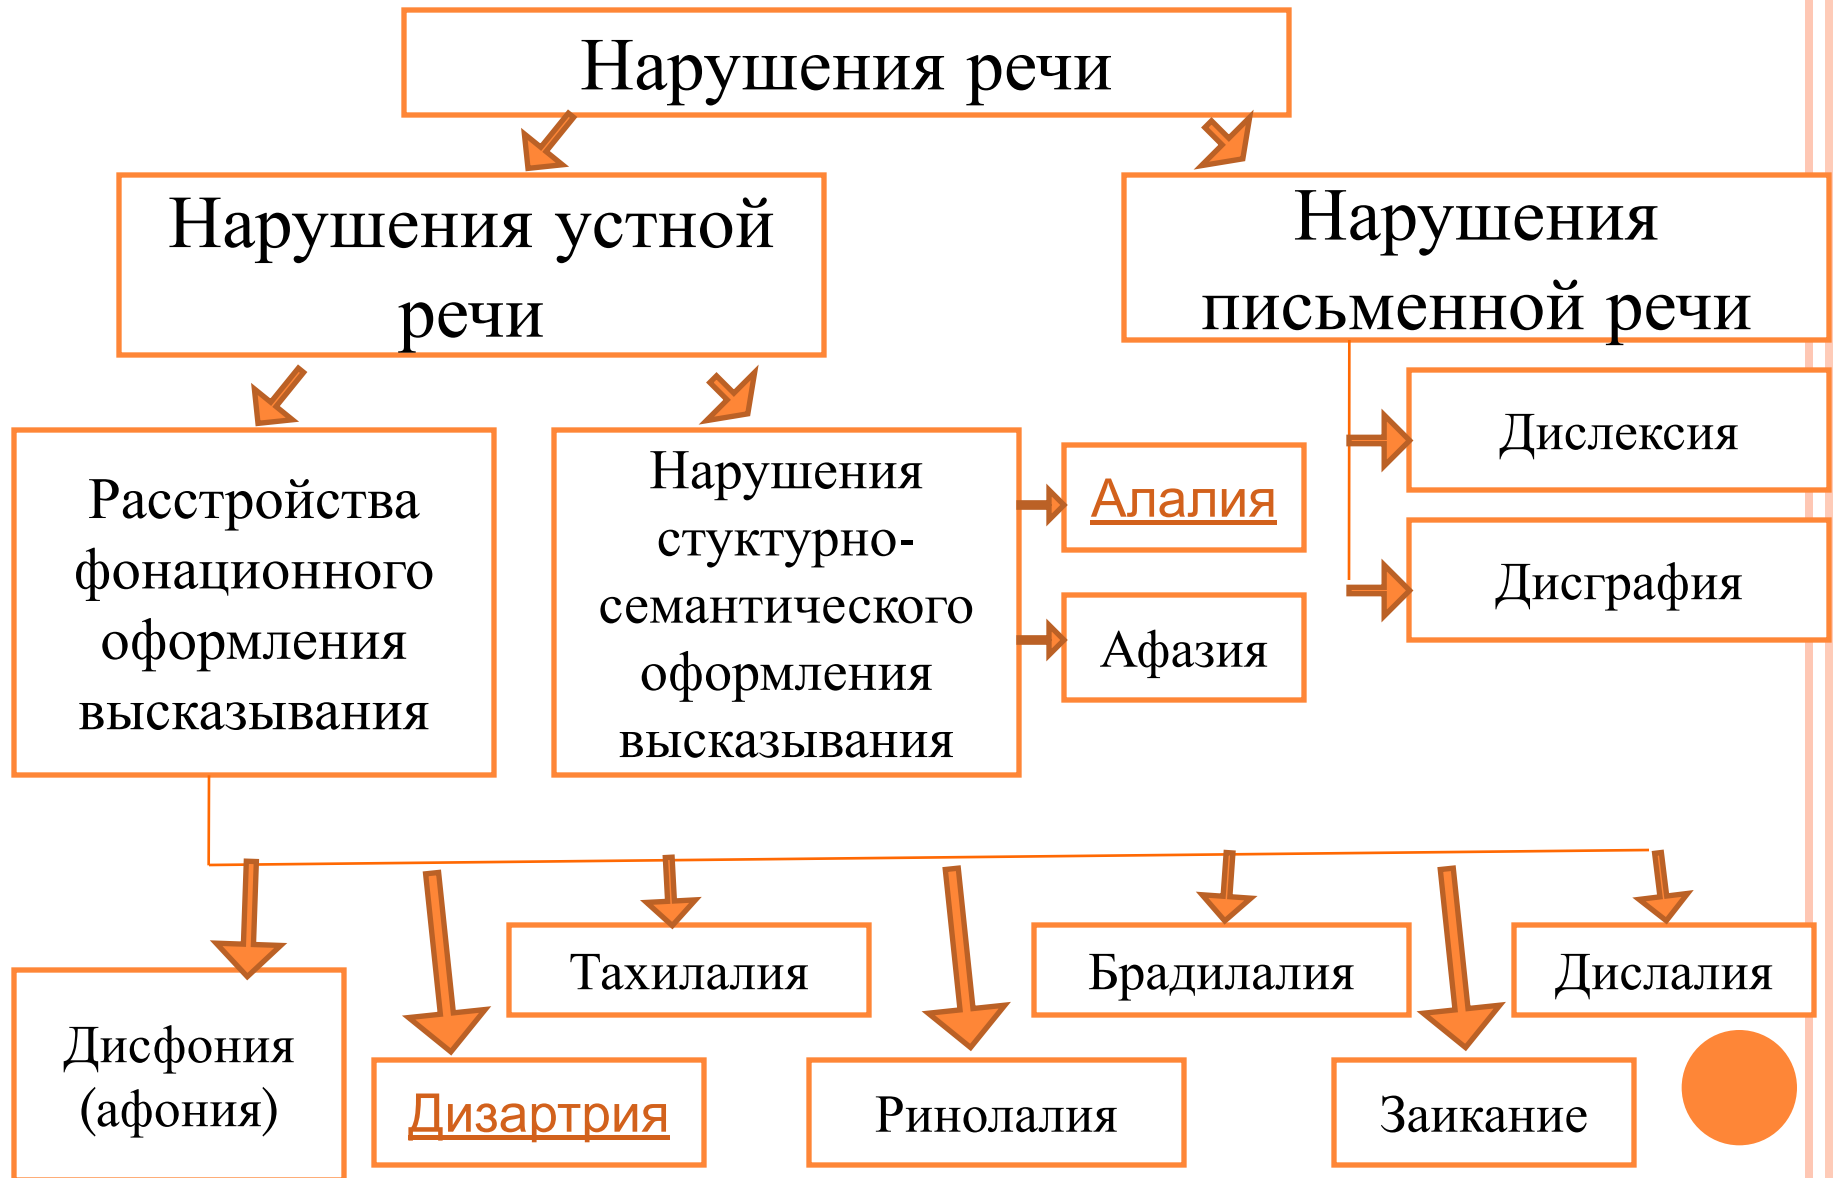 Нарушения речи
Нарушения устной
речи
Нарушения
письменной речи
Расстройства
фонационного
оформления
высказывания
Нарушения
стуктурно-
семантического
оформления
высказывания
Алалия
Афазия
Дислексия
Дисграфия
Дисфония
(афония)
Дизартрия
Тахилалия
Ринолалия
Брадилалия
Заикание
Дислалия